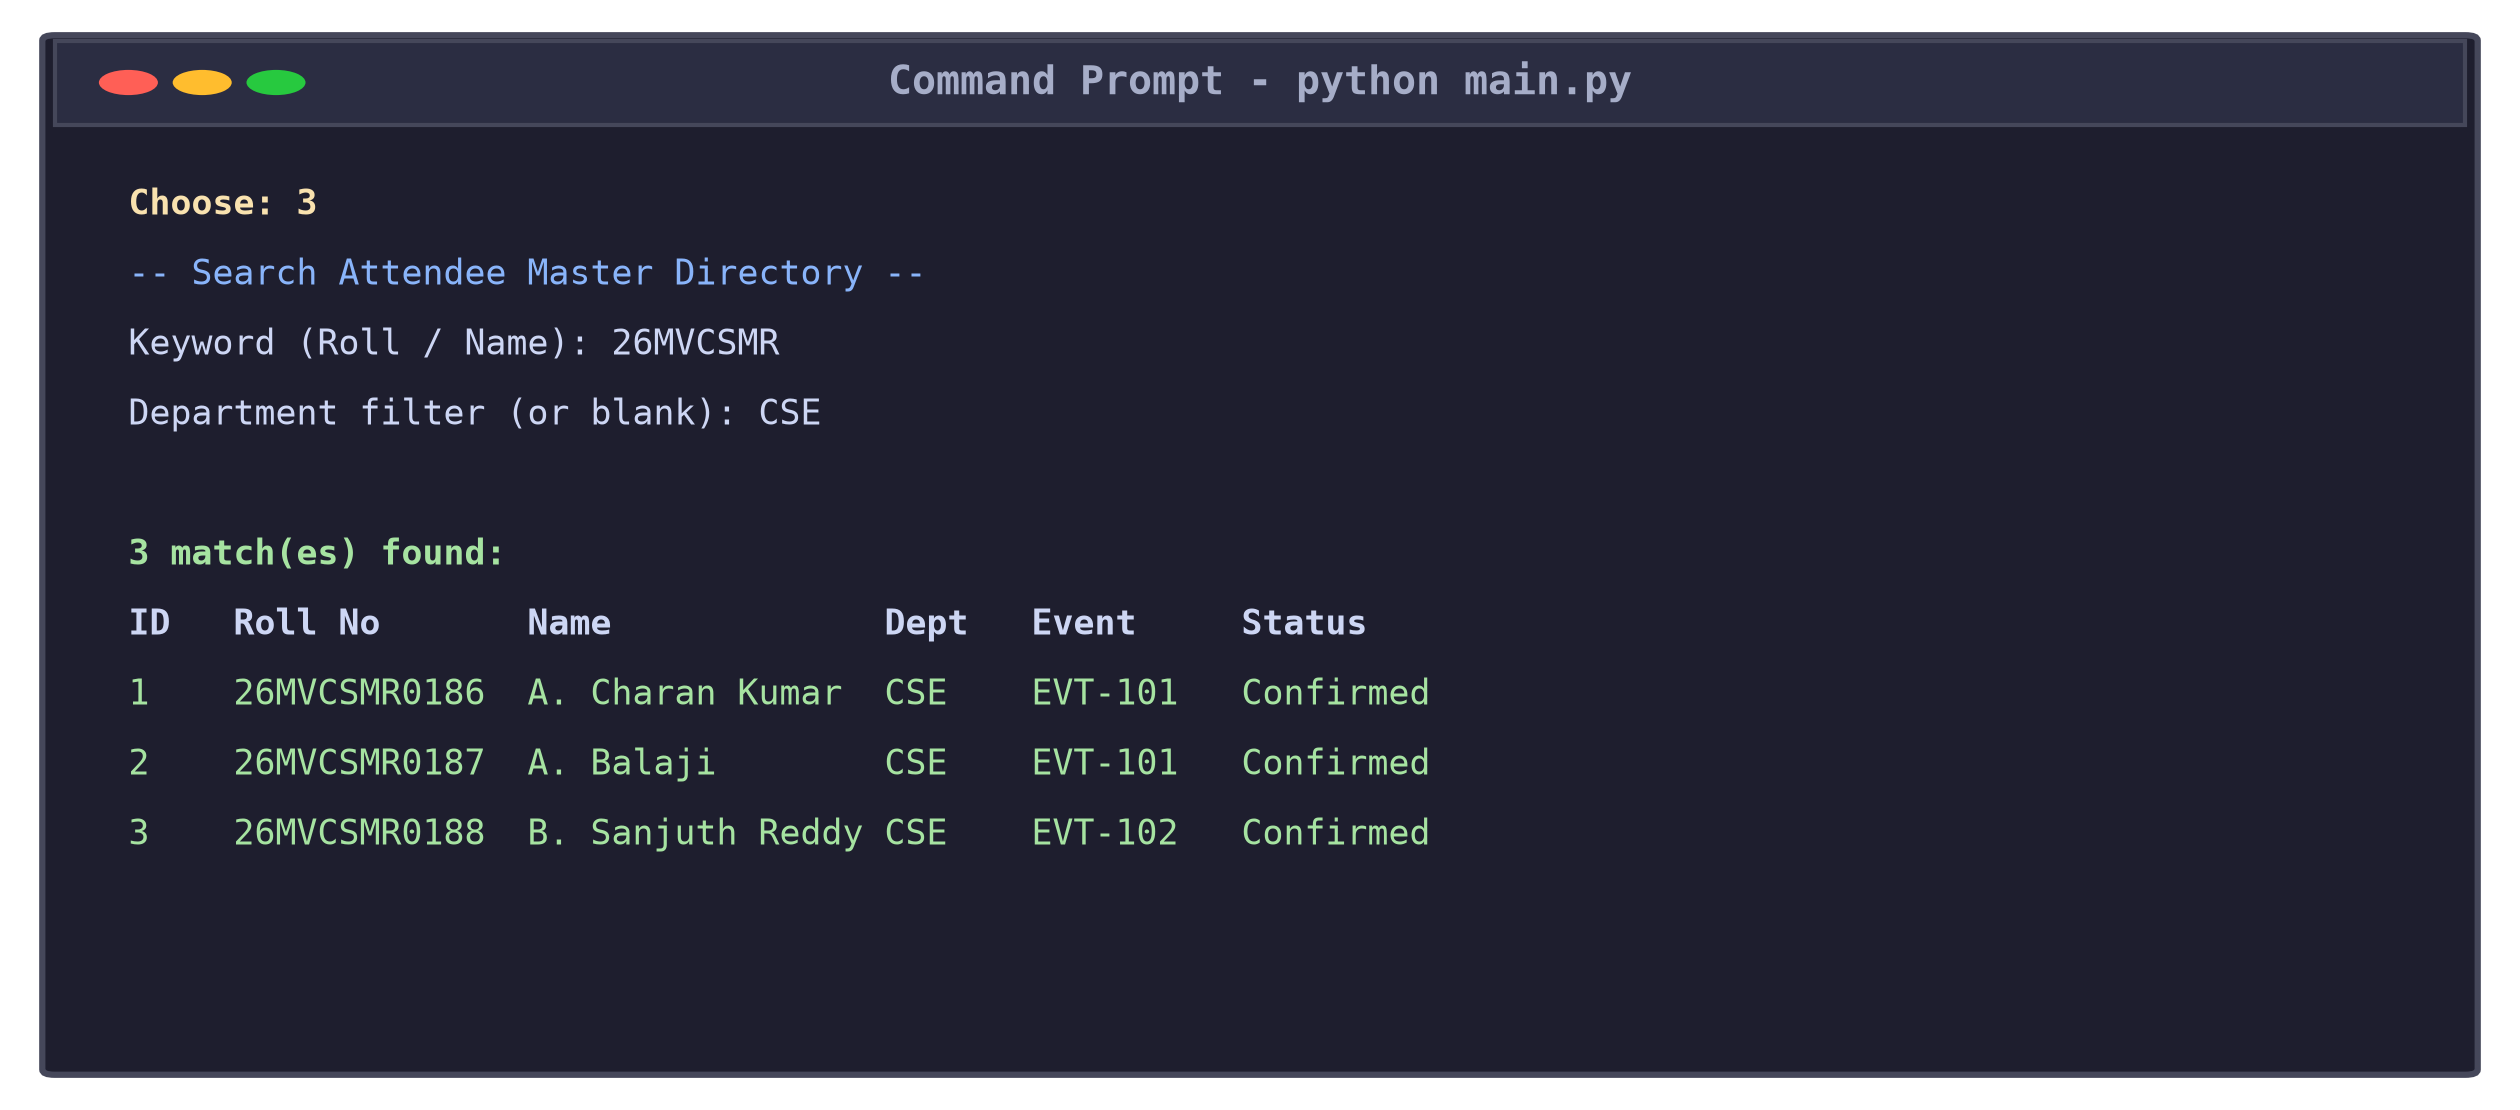 Command Prompt - python main.py
Choose: 3
-- Search Attendee Master Directory --
Keyword (Roll / Name): 26MVCSMR
Department filter (or blank): CSE
3 match(es) found:
ID Roll No Name Dept Event Status
1 26MVCSMR0186 A. Charan Kumar CSE EVT-101 Confirmed
2 26MVCSMR0187 A. Balaji CSE EVT-101 Confirmed
3 26MVCSMR0188 B. Sanjuth Reddy CSE EVT-102 Confirmed